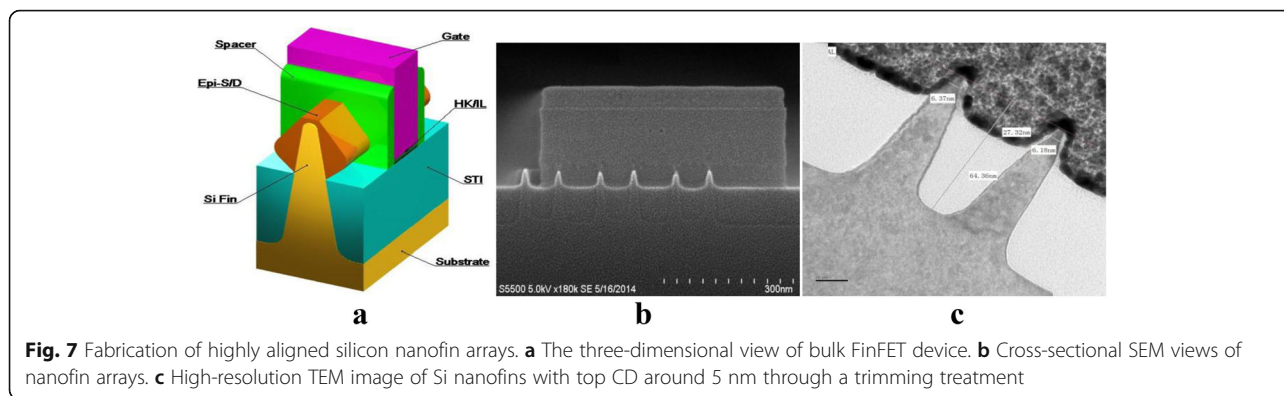 Gate
Spacer
Epi-S/D
HK/IL
Si Fin
STI
Substrate
S5500 5.0kV x180k SE 5/16/2014
300nm
6.37nm
27.32nm
6.18nm
64.36nm
a
b
c
Fig. 7 Fabrication of highly aligned silicon nanofin arrays. a The three-dimensional view of bulk FinFET device. b Cross-sectional SEM views of
nanofin arrays. c High-resolution TEM image of Si nanofins with top CD around 5 nm through a trimming treatment